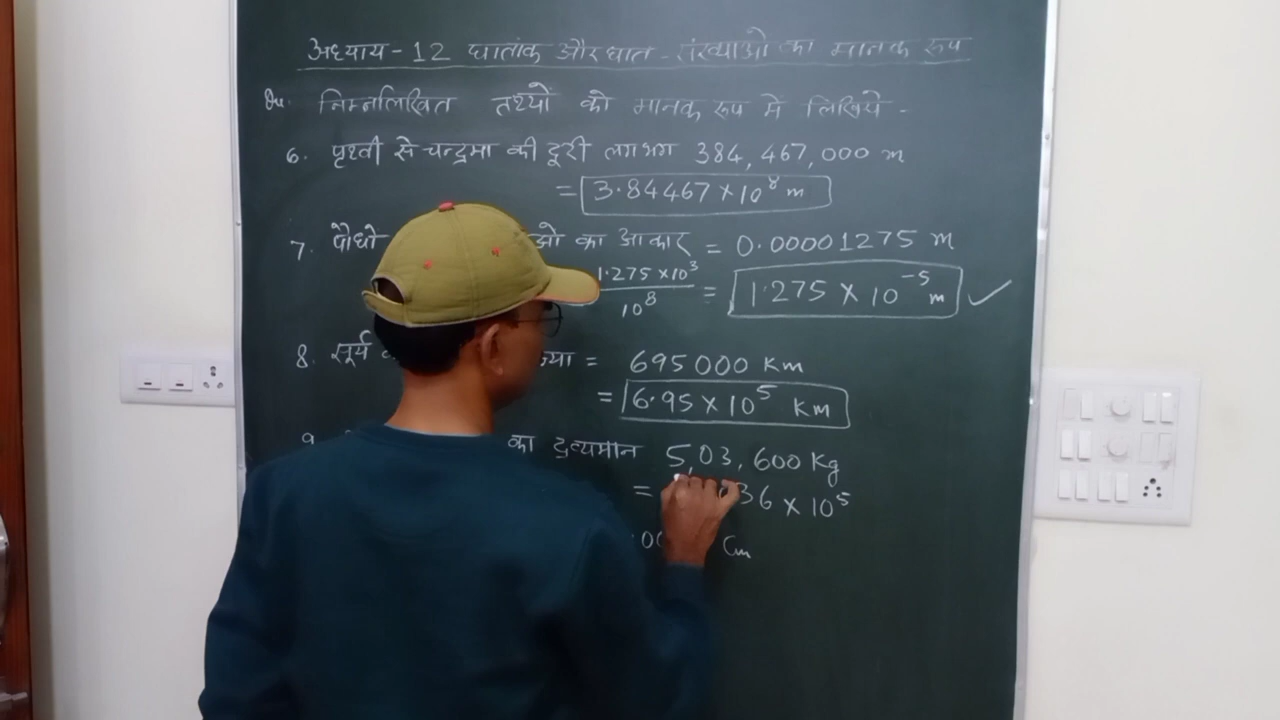 अध्याय - 12 घातांक और घात - संख्याओ का मानक रूप
निम्नलिखित तथ्यो को मानक रूप में लिखिये -
6. पृथ्वी से चन्द्रमा की दूरी लगभग 384,467,000 m
= 3.84467 × 10⁸ m
7. पौधो का आकार = 0.00001275 m
1.275 × 10³ / 10⁸ = 1.275 × 10⁻⁵ m ✓
8. सूर्य = 695000 Km
= 6.95 × 10⁵ Km
9. का द्रव्यमान 5,03,600 Kg
= 36 × 10⁵
Cm